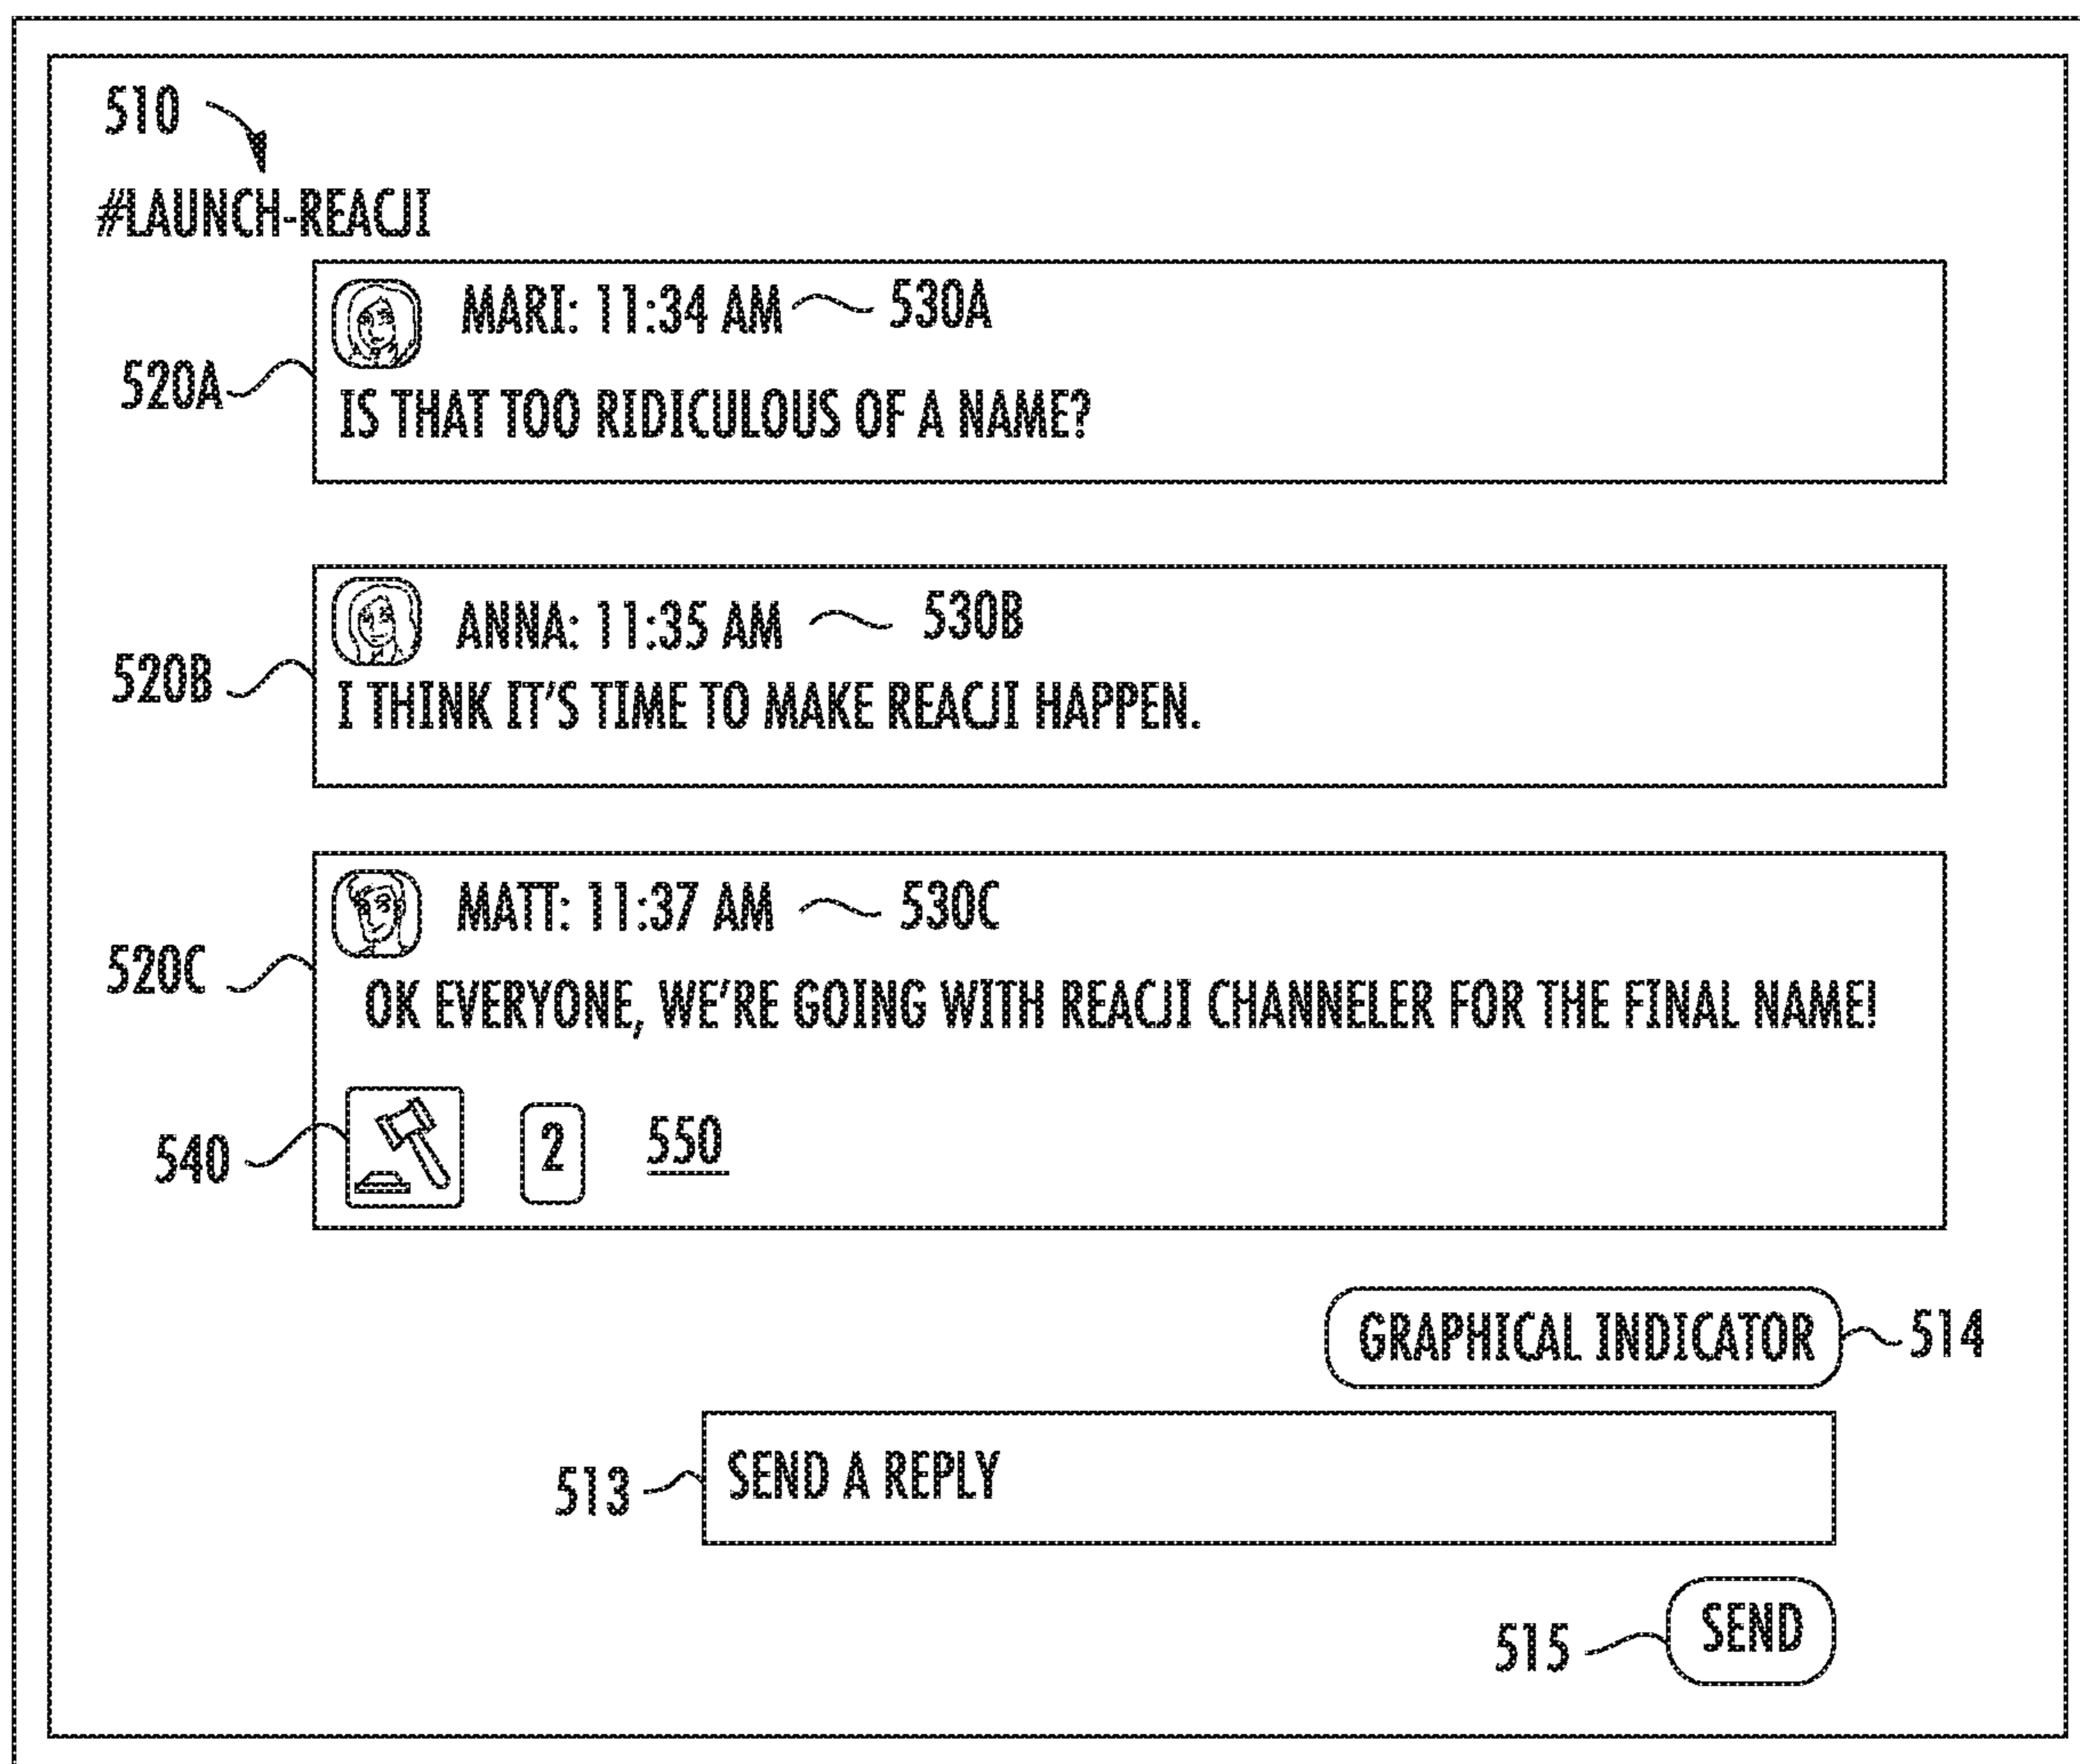 510
#LAUNCH-REACJI
MARI: 11:34 AM 530A
520A
IS THAT TOO RIDICULOUS OF A NAME?
ANNA: 11:35 AM 530B
520B
I THINK IT'S TIME TO MAKE REACJI HAPPEN.
MATT: 11:37 AM 530C
520C
OK EVERYONE, WE'RE GOING WITH REACJI CHANNELER FOR THE FINAL NAME!
540 2 550
GRAPHICAL INDICATOR 514
513 SEND A REPLY
515 SEND